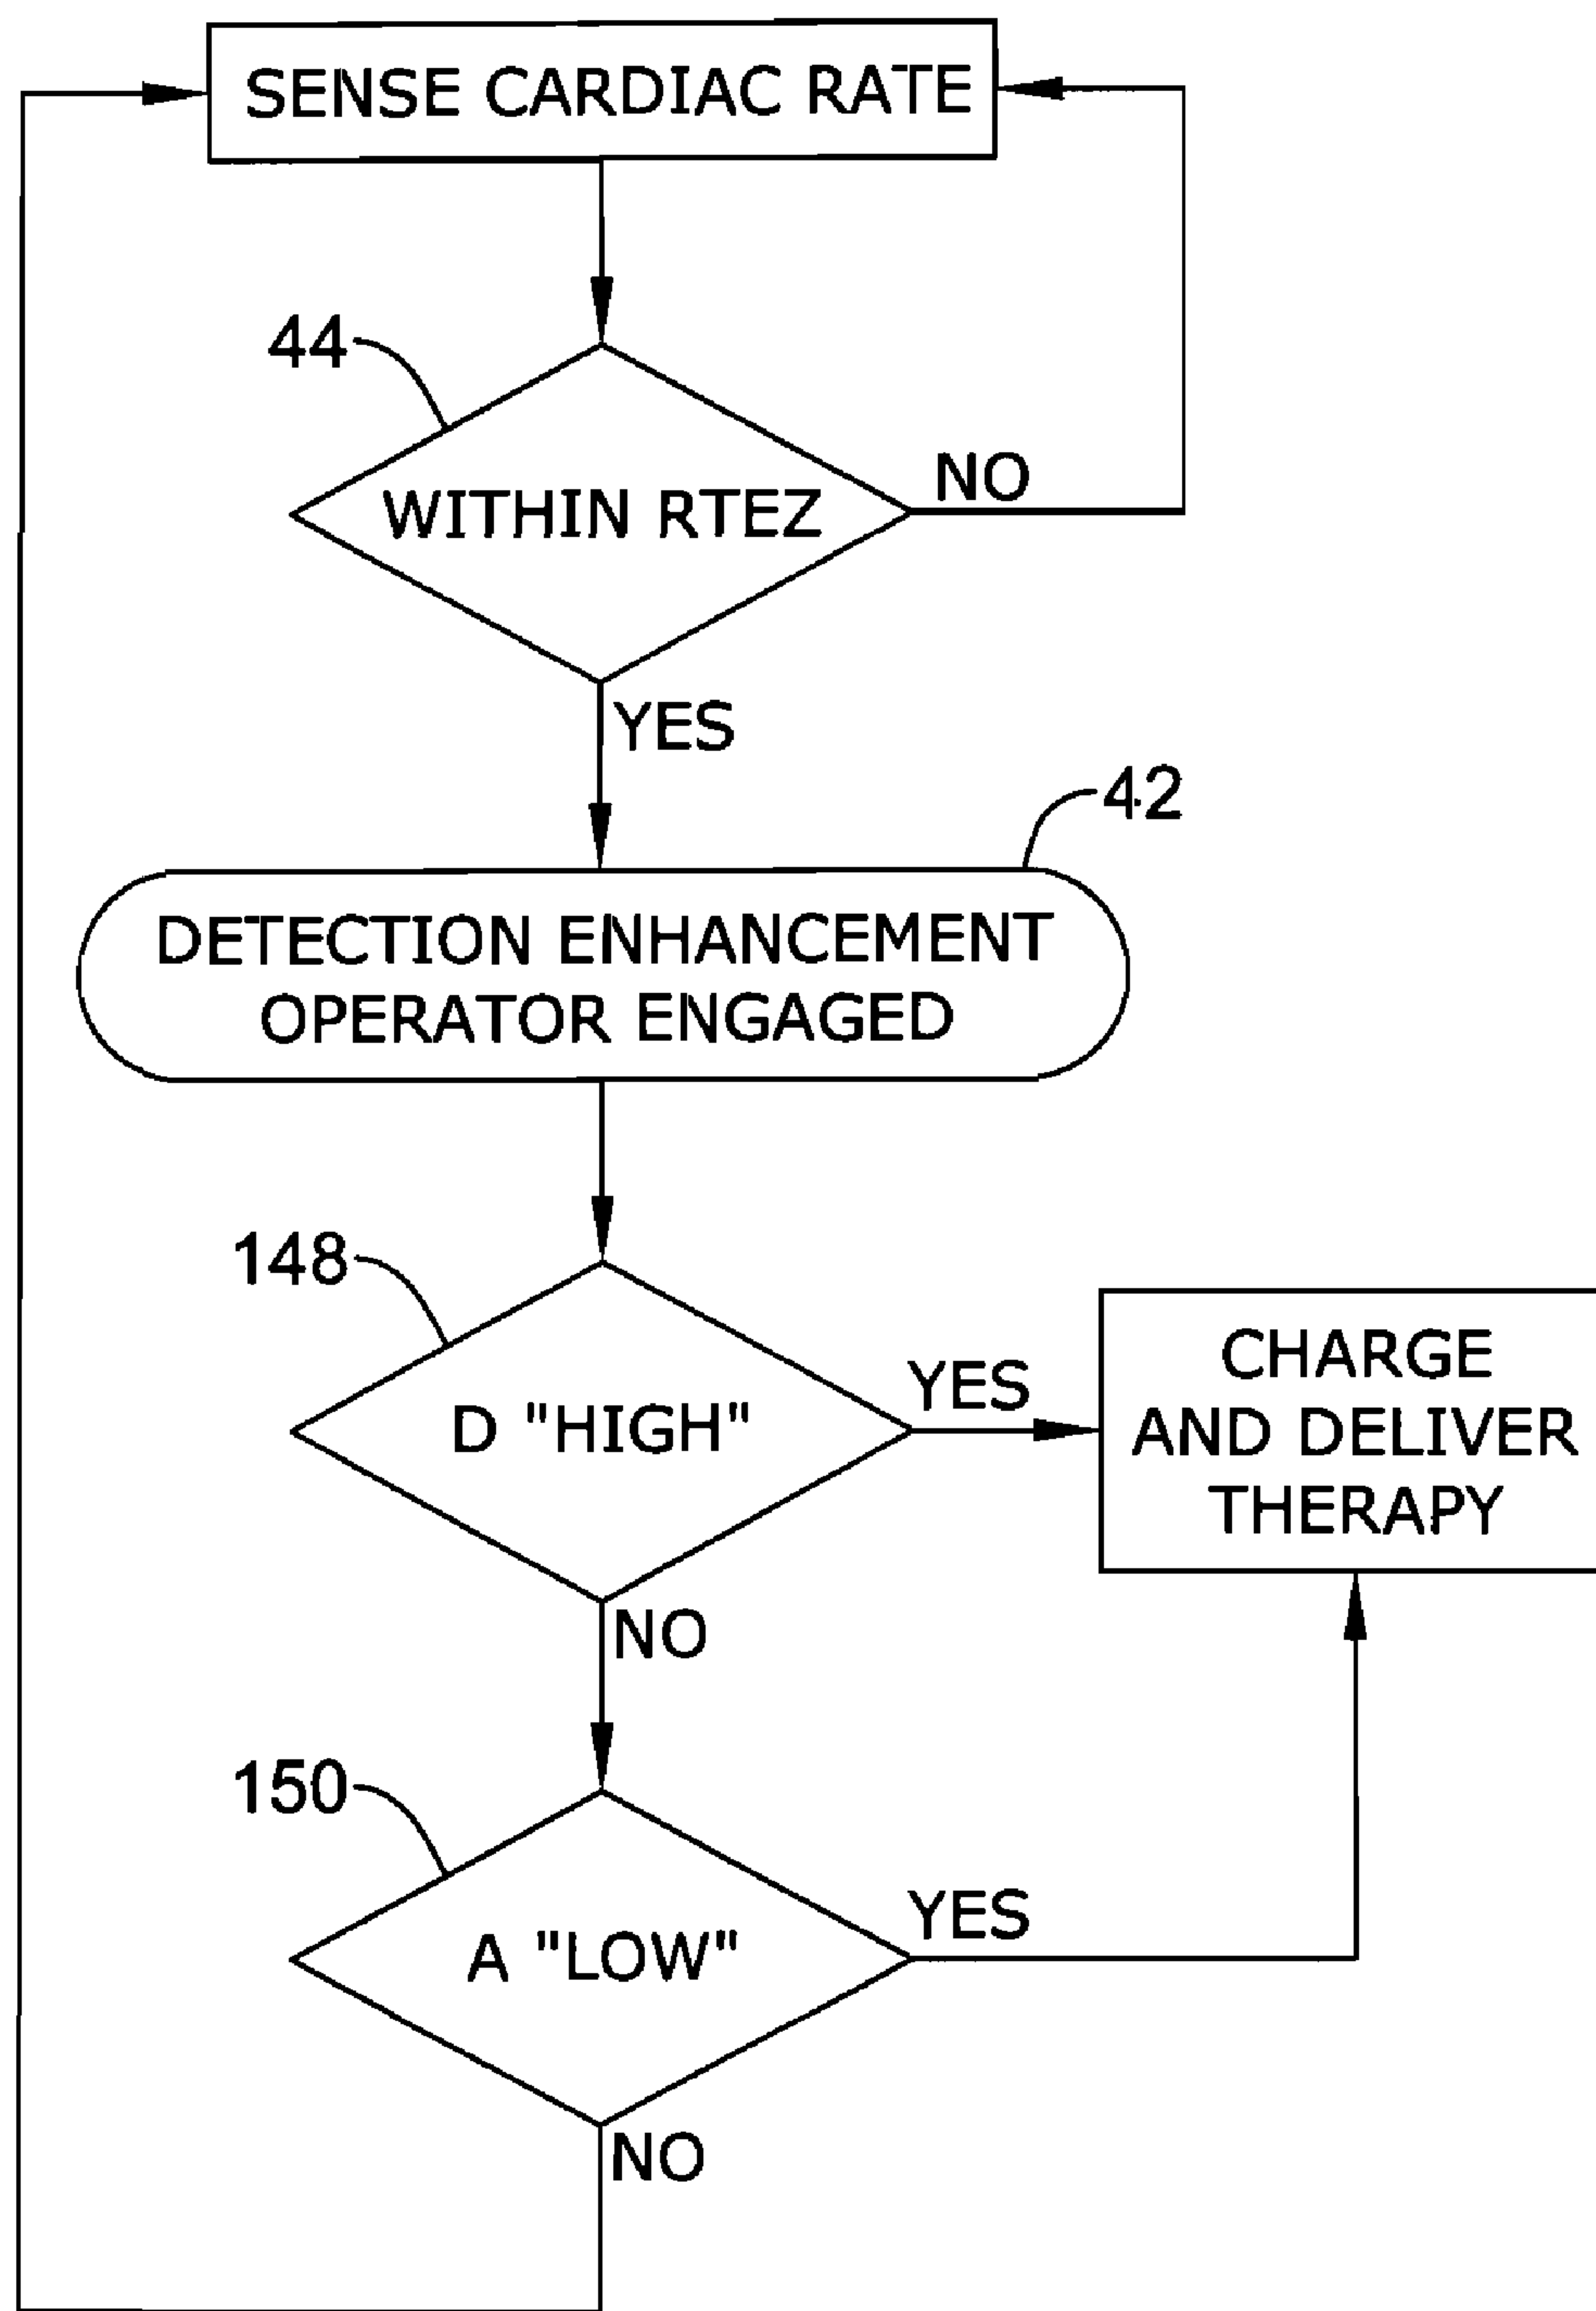 SENSE CARDIAC RATE
44
WITHIN RTEZ
NO
YES
42
DETECTION ENHANCEMENT
OPERATOR ENGAGED
148
D "HIGH"
YES
CHARGE
AND DELIVER
THERAPY
NO
150
A "LOW"
YES
NO